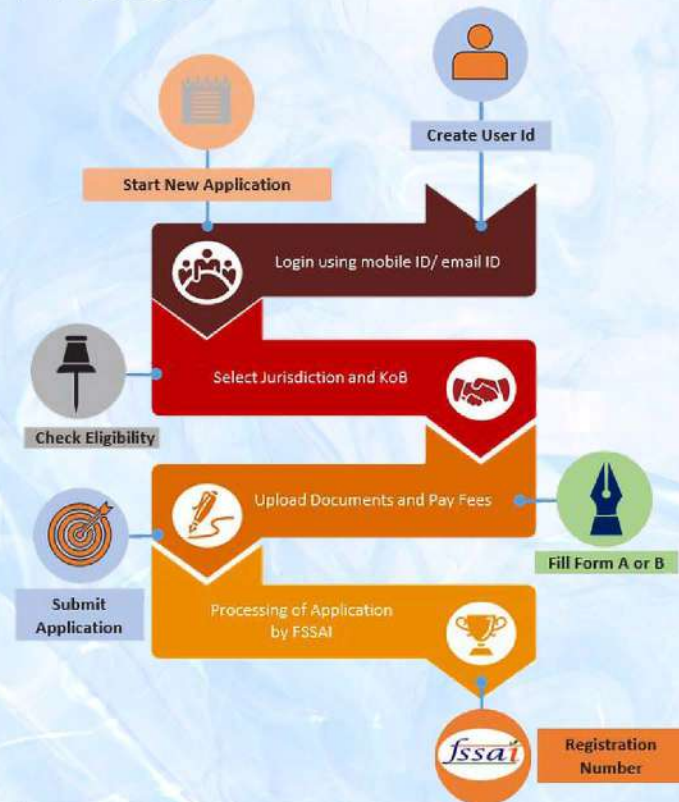 Create User Id
Start New Application
Login using mobile ID/ email ID
Select Jurisdiction and KoB
Check Eligibility
Upload Documents and Pay Fees
Fill Form A or B
Submit
Application
Processing of Application
by FSSAI
fssai
Registration
Number